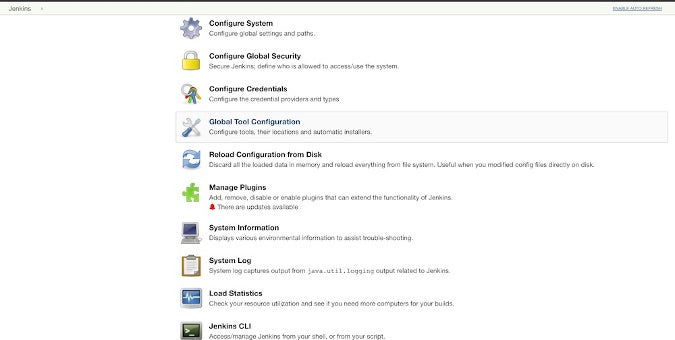 Jenkins ›
ENABLE AUTO REFRESH
Configure System
Configure global settings and paths.
Configure Global Security
Secure Jenkins; define who is allowed to access/use the system.
Configure Credentials
Configure the credential providers and types
Global Tool Configuration
Configure tools, their locations and automatic installers.
Reload Configuration from Disk
Discard all the loaded data in memory and reload everything from file system. Useful when you modified config files directly on disk.
Manage Plugins
Add, remove, disable or enable plugins that can extend the functionality of Jenkins.
There are updates available
System Information
Displays various environmental information to assist trouble-shooting.
System Log
System log captures output from java.util.logging output related to Jenkins.
Load Statistics
Check your resource utilization and see if you need more computers for your builds.
Jenkins CLI
Access/manage Jenkins from your shell, or from your script.